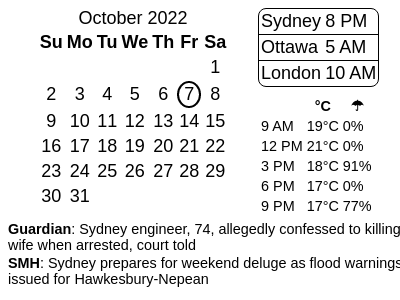 October 2022
Su Mo Tu We Th Fr Sa
1
2 3 4 5 6 7 8
9 10 11 12 13 14 15
16 17 18 19 20 21 22
23 24 25 26 27 28 29
30 31
Sydney 8 PM
Ottawa 5 AM
London 10 AM
°C ☂
9 AM 19°C 0%
12 PM 21°C 0%
3 PM 18°C 91%
6 PM 17°C 0%
9 PM 17°C 77%
Guardian: Sydney engineer, 74, allegedly confessed to killing
wife when arrested, court told
SMH: Sydney prepares for weekend deluge as flood warnings
issued for Hawkesbury-Nepean